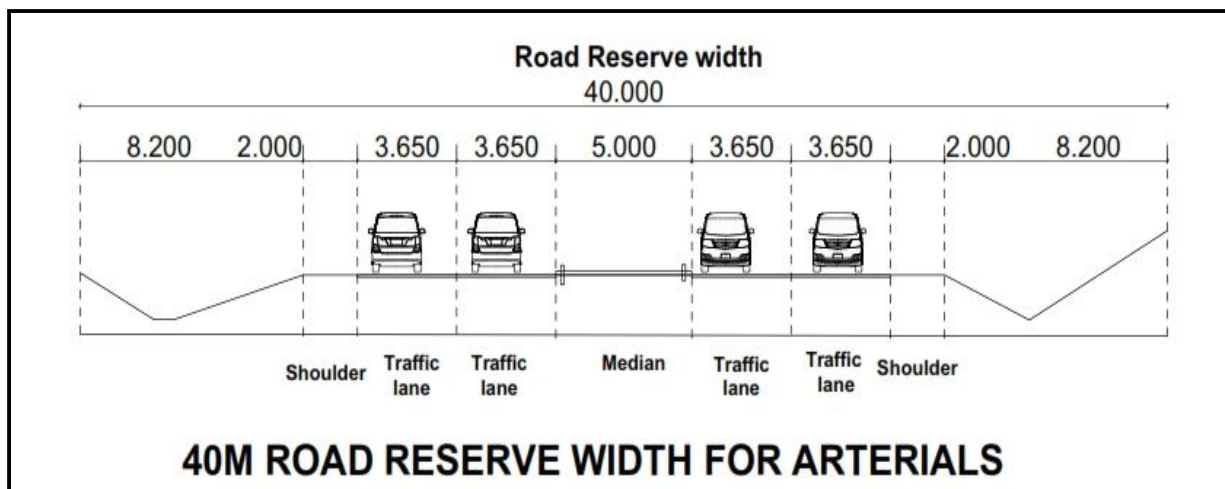 Road Reserve width
40.000
8.200 2.000 3.650 3.650 5.000 3.650 3.650 2.000 8.200
Shoulder Traffic lane Traffic lane Median Traffic lane Traffic lane Shoulder
40M ROAD RESERVE WIDTH FOR ARTERIALS